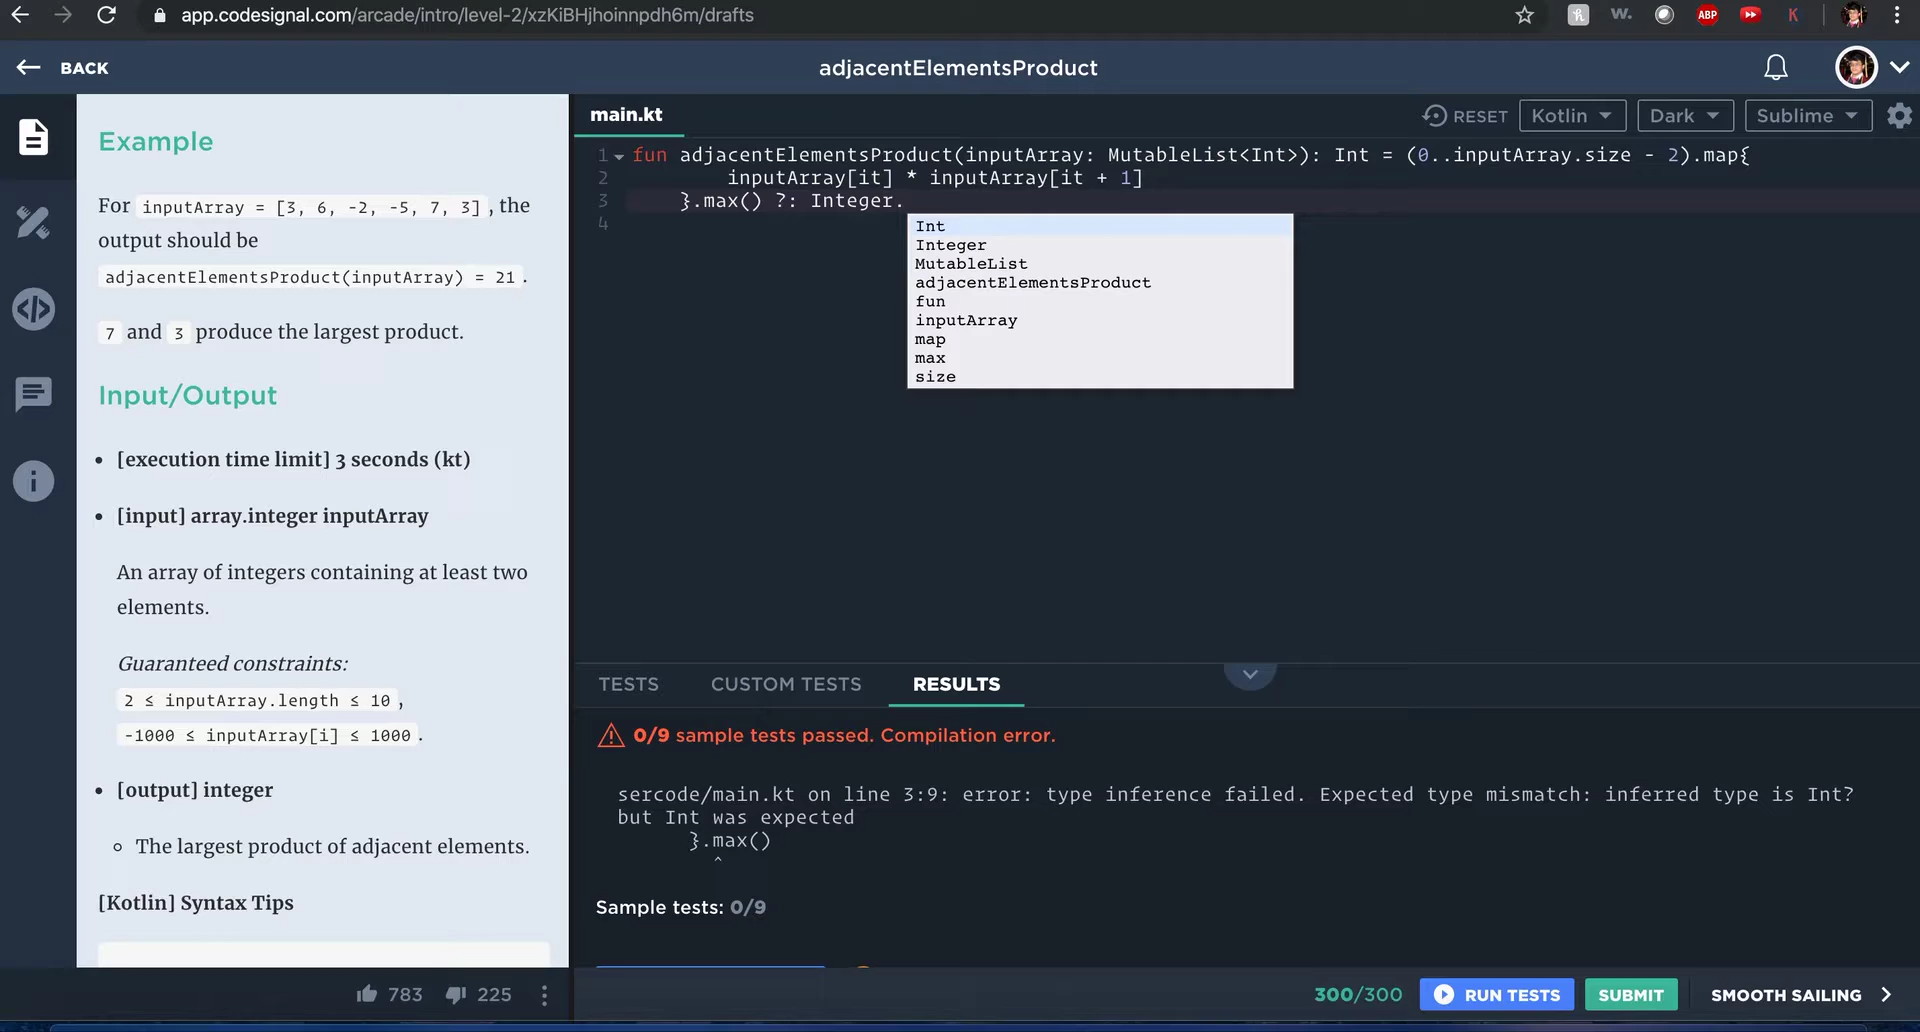 app.codesignal.com/arcade/intro/level-2/xzKiBHjhoinnpdh6m/drafts
W.
ABP
K
BACK
adjacentElementsProduct
Example
For inputArray = [3, 6, -2, -5, 7, 3], the
output should be
adjacentElementsProduct(inputArray) = 21.
7 and 3 produce the largest product.
Input/Output
[execution time limit] 3 seconds (kt)
[input] array.integer inputArray
An array of integers containing at least two
elements.
Guaranteed constraints:
2 ≤ inputArray.length ≤ 10,
-1000 ≤ inputArray[i] ≤ 1000.
[output] integer
The largest product of adjacent elements.
[Kotlin] Syntax Tips
783
225
main.kt
RESET
Kotlin
Dark
Sublime
1 fun adjacentElementsProduct(inputArray: MutableList<Int>): Int = (0..inputArray.size - 2).map{
2 inputArray[it] * inputArray[it + 1]
3 }.max() ?: Integer.
4
Int
Integer
MutableList
adjacentElementsProduct
fun
inputArray
map
max
size
TESTS
CUSTOM TESTS
RESULTS
0/9 sample tests passed. Compilation error.
sercode/main.kt on line 3:9: error: type inference failed. Expected type mismatch: inferred type is Int?
but Int was expected
}.max()
^
Sample tests: 0/9
300/300
RUN TESTS
SUBMIT
SMOOTH SAILING